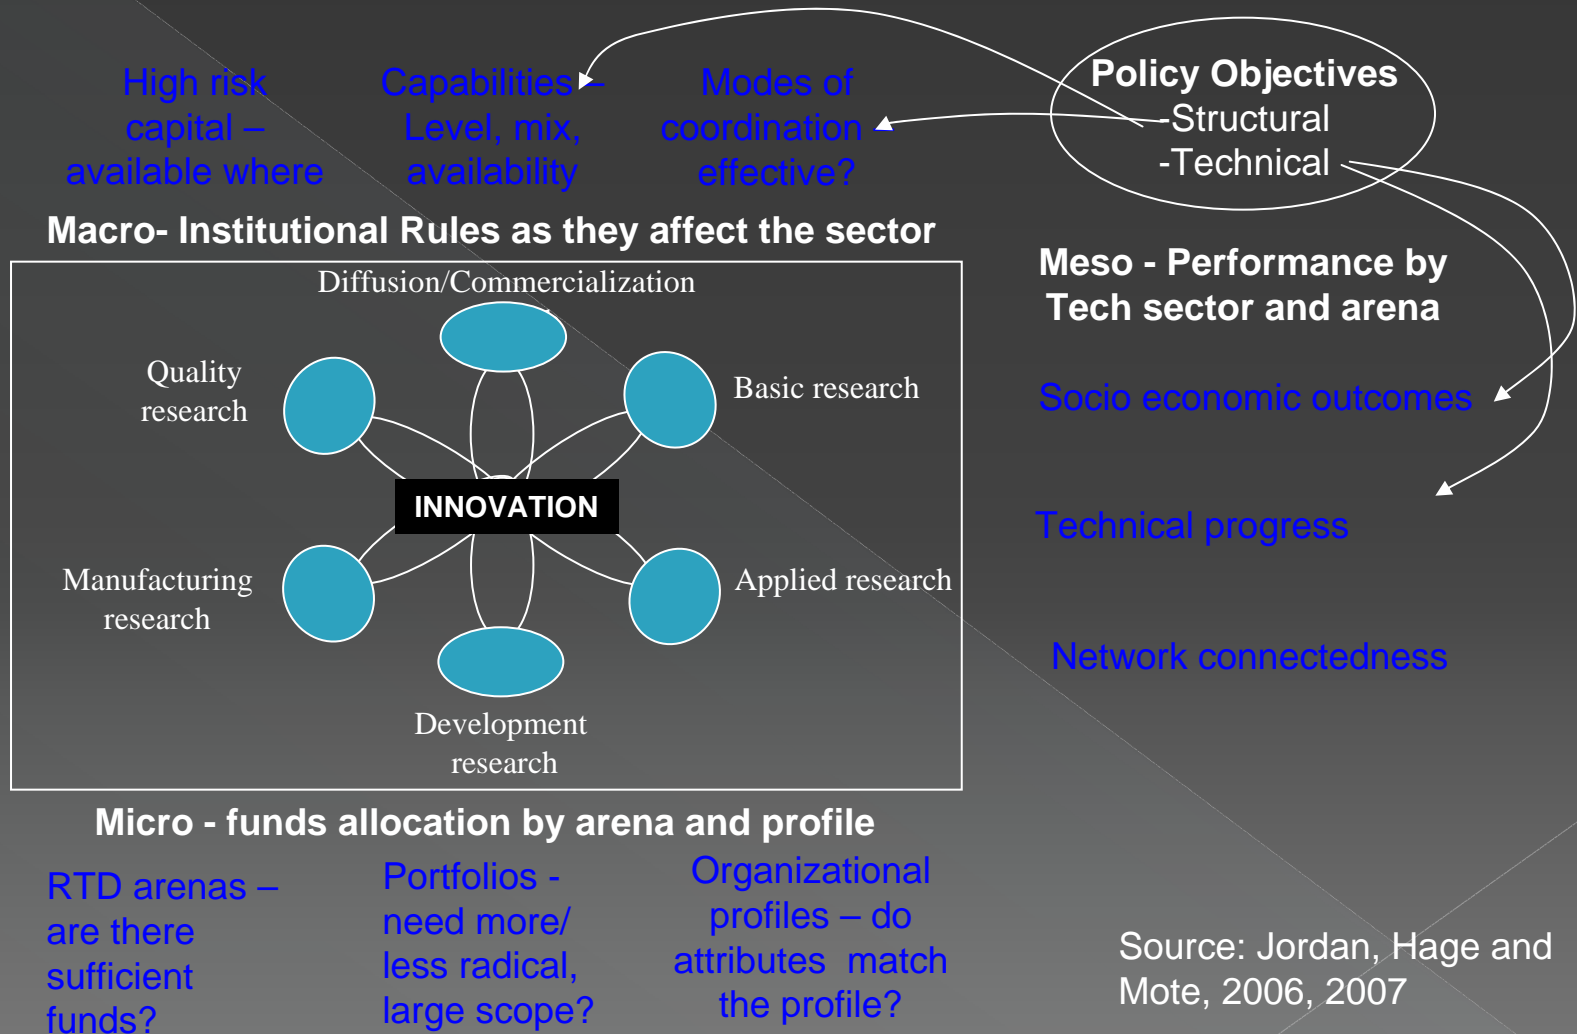 High risk
capital –
available where
Capabilities –
Level, mix,
availability
Modes of
coordination -
effective?
Policy Objectives
-Structural
-Technical
Macro- Institutional Rules as they affect the sector
Diffusion/Commercialization
Quality
research
Basic research
INNOVATION
Manufacturing
research
Applied research
Development
research
Meso - Performance by
Tech sector and arena
Socio economic outcomes
Technical progress
Network connectedness
Micro - funds allocation by arena and profile
RTD arenas –
are there
sufficient
funds?
Portfolios -
need more/
less radical,
large scope?
Organizational
profiles – do
attributes  match
the profile?
Source: Jordan, Hage and
Mote, 2006, 2007